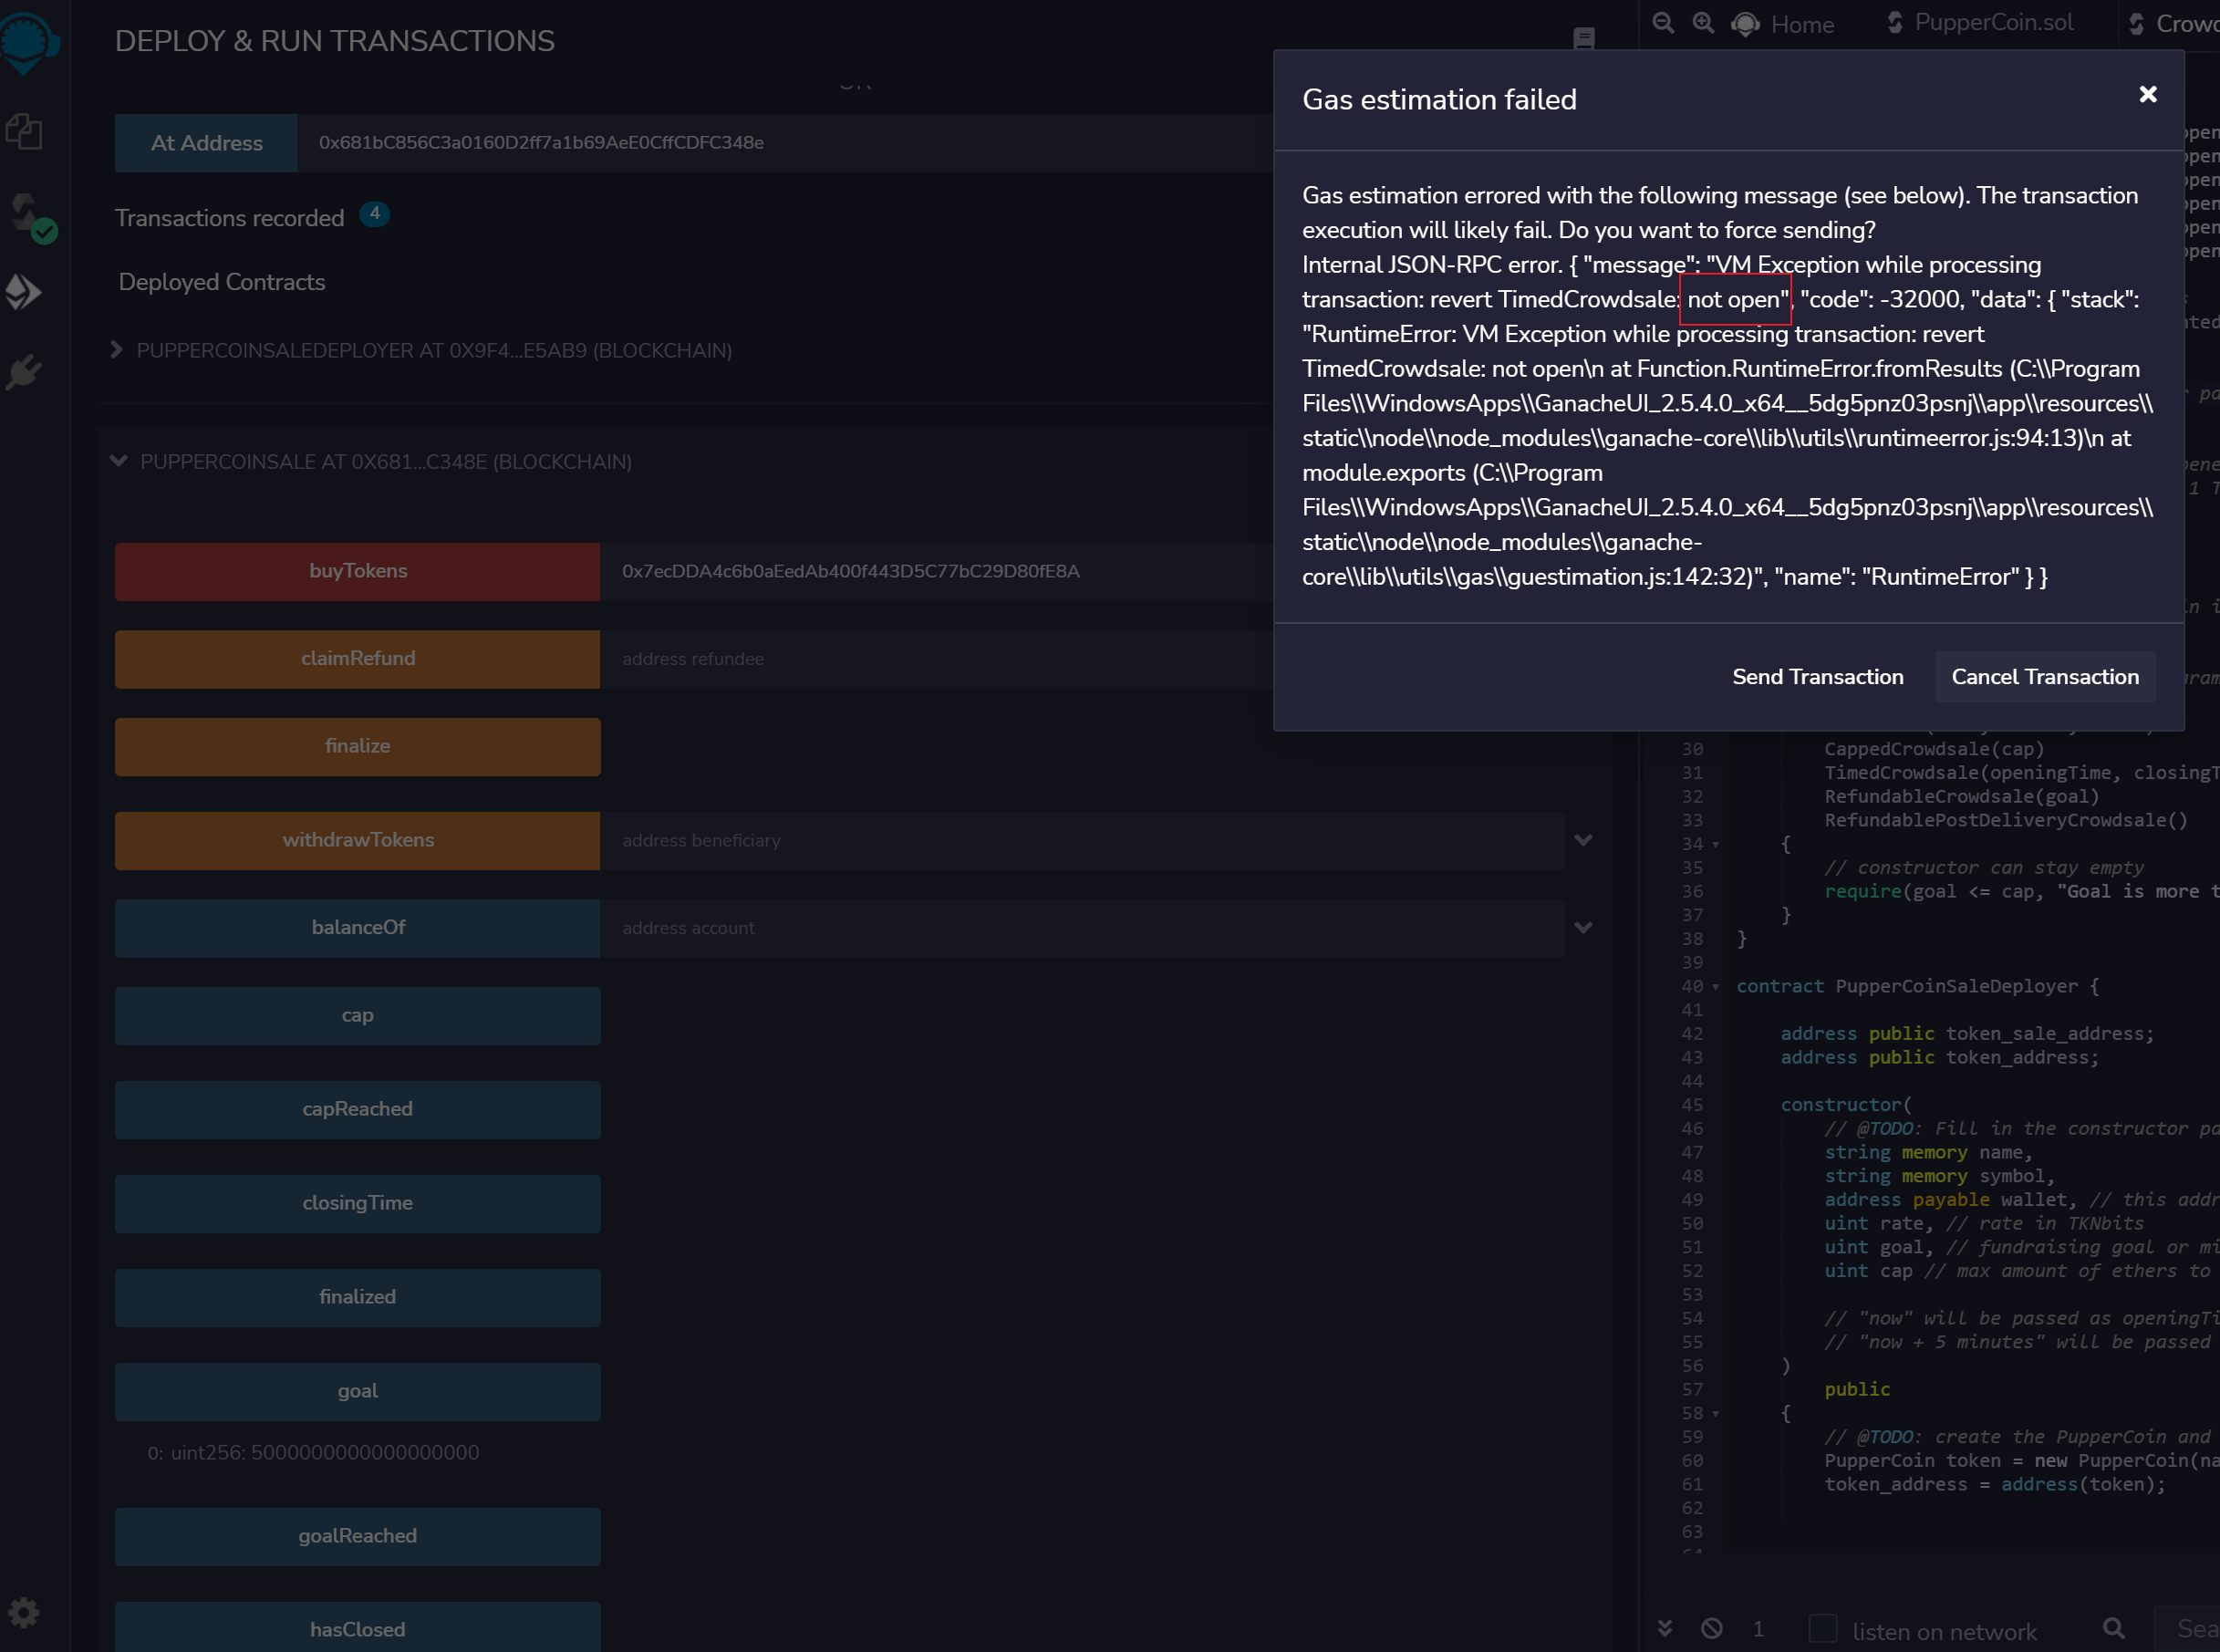 DEPLOY & RUN TRANSACTIONS
At Address
0x681bC856C3a0160D2ff7a1b69AeE0CffCDFC348e
Transactions recorded 4
Deployed Contracts
PUPPERCOINSALEDEPLOYER AT 0X9F4...E5AB9 (BLOCKCHAIN)
PUPPERCOINSALE AT 0X681...C348E (BLOCKCHAIN)
buyTokens
0x7ecDDA4c6b0aEedAb400f443D5C77bC29D80fE8A
claimRefund
address refundee
finalize
withdrawTokens
address beneficiary
balanceOf
address account
cap
capReached
closingTime
finalized
goal
0: uint256: 5000000000000000000
goalReached
hasClosed
Home
PupperCoin.sol
Crowd
Gas estimation failed
Gas estimation errored with the following message (see below). The transaction
execution will likely fail. Do you want to force sending?
Internal JSON-RPC error. { "message": "VM Exception while processing
transaction: revert TimedCrowdsale: not open", "code": -32000, "data": { "stack":
"RuntimeError: VM Exception while processing transaction: revert
TimedCrowdsale: not open\n at Function.RuntimeError.fromResults (C:\\Program
Files\\WindowsApps\\GanacheUI_2.5.4.0_x64__5dg5pnz03psnj\\app\\resources\\
static\\node\\node_modules\\ganache-core\\lib\\utils\\runtimeerror.js:94:13)\n at
module.exports (C:\\Program
Files\\WindowsApps\\GanacheUI_2.5.4.0_x64__5dg5pnz03psnj\\app\\resources\\
static\\node\\node_modules\\ganache-
core\\lib\\utils\\gas\\guestimation.js:142:32)", "name": "RuntimeError" } }
Send Transaction
Cancel Transaction
30 CappedCrowdsale(cap)
31 TimedCrowdsale(openingTime, closingT
32 RefundableCrowdsale(goal)
33 RefundablePostDeliveryCrowdsale()
34 {
35 // constructor can stay empty
36 require(goal <= cap, "Goal is more t
37 }
38 }
39
40 contract PupperCoinSaleDeployer {
41
42 address public token_sale_address;
43 address public token_address;
44
45 constructor(
46 // @TODO: Fill in the constructor pa
47 string memory name,
48 string memory symbol,
49 address payable wallet, // this addr
50 uint rate, // rate in TKNbits
51 uint goal, // fundraising goal or mi
52 uint cap // max amount of ethers to
53
54 // "now" will be passed as openingTi
55 // "now + 5 minutes" will be passed
56 )
57 public
58 {
59 // @TODO: create the PupperCoin and
60 PupperCoin token = new PupperCoin(na
61 token_address = address(token);
62
63
1
listen on network
Sea